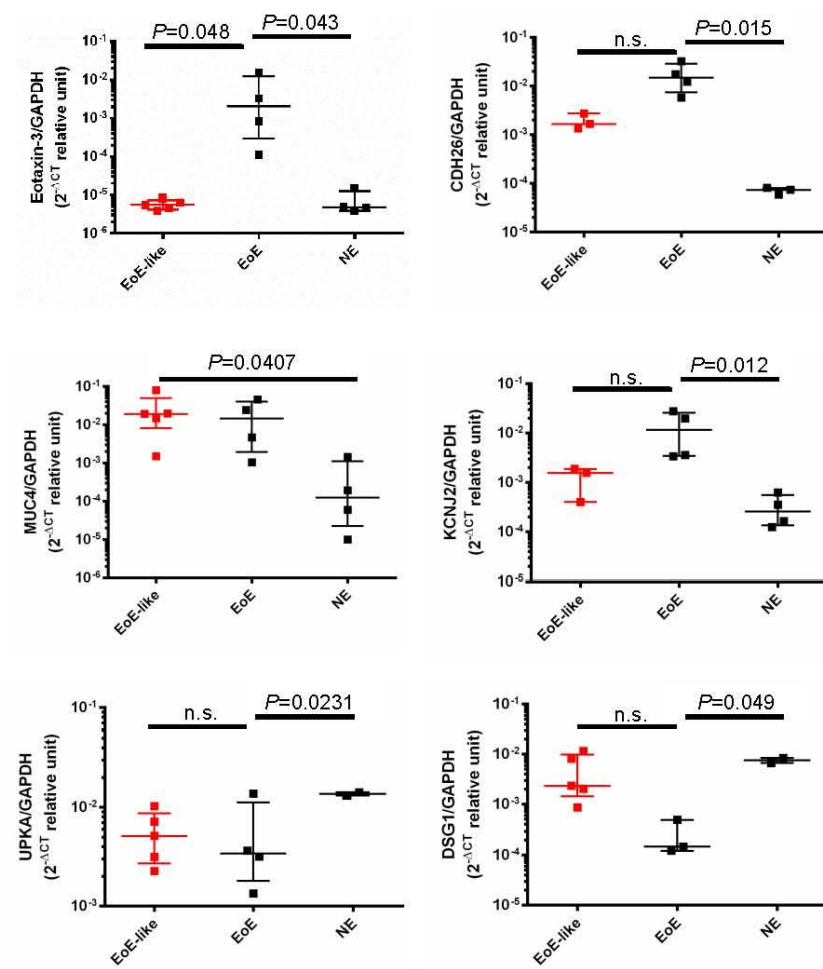 P=0.048 P=0.043
Eotaxin-3/GAPDH
(2^-ΔCT relative unit)
10^-1
10^-2
10^-3
10^-4
10^-5
10^-6
EoE-like EoE NE
n.s. P=0.015
CDH26/GAPDH
(2^-ΔCT relative unit)
10^-1
10^-2
10^-3
10^-4
10^-5
EoE-like EoE NE
P=0.0407
MUC4/GAPDH
(2^-ΔCT relative unit)
10^-1
10^-2
10^-3
10^-4
10^-5
10^-6
EoE-like EoE NE
n.s. P=0.012
KCNJ2/GAPDH
(2^-ΔCT relative unit)
10^-1
10^-2
10^-3
10^-4
10^-5
EoE-like EoE NE
n.s. P=0.0231
UPKA/GAPDH
(2^-ΔCT relative unit)
10^-1
10^-2
10^-3
EoE-like EoE NE
n.s. P=0.049
DSG1/GAPDH
(2^-ΔCT relative unit)
10^-1
10^-2
10^-3
10^-4
10^-5
EoE-like EoE NE